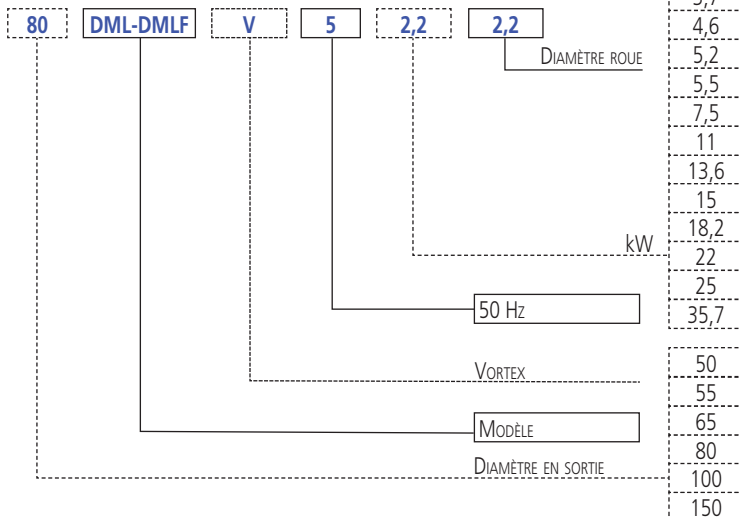 80 DML-DMLF V 5 2,2 2,2
4,6
DIAMÈTRE ROUE 5,2
5,5
7,5
11
13,6
15
18,2
kW 22
25
50 Hz 35,7
VORTEX 50
55
MODÈLE 65
80
DIAMÈTRE EN SORTIE 100
150